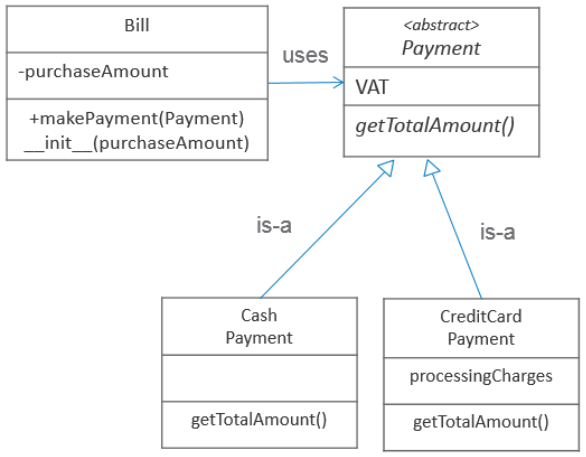 Bill
-purchaseAmount
+makePayment(Payment)
__init__(purchaseAmount)
uses
<abstract>
Payment
VAT
getTotalAmount()
is-a
is-a
Cash
Payment
getTotalAmount()
CreditCard
Payment
processingCharges
getTotalAmount()